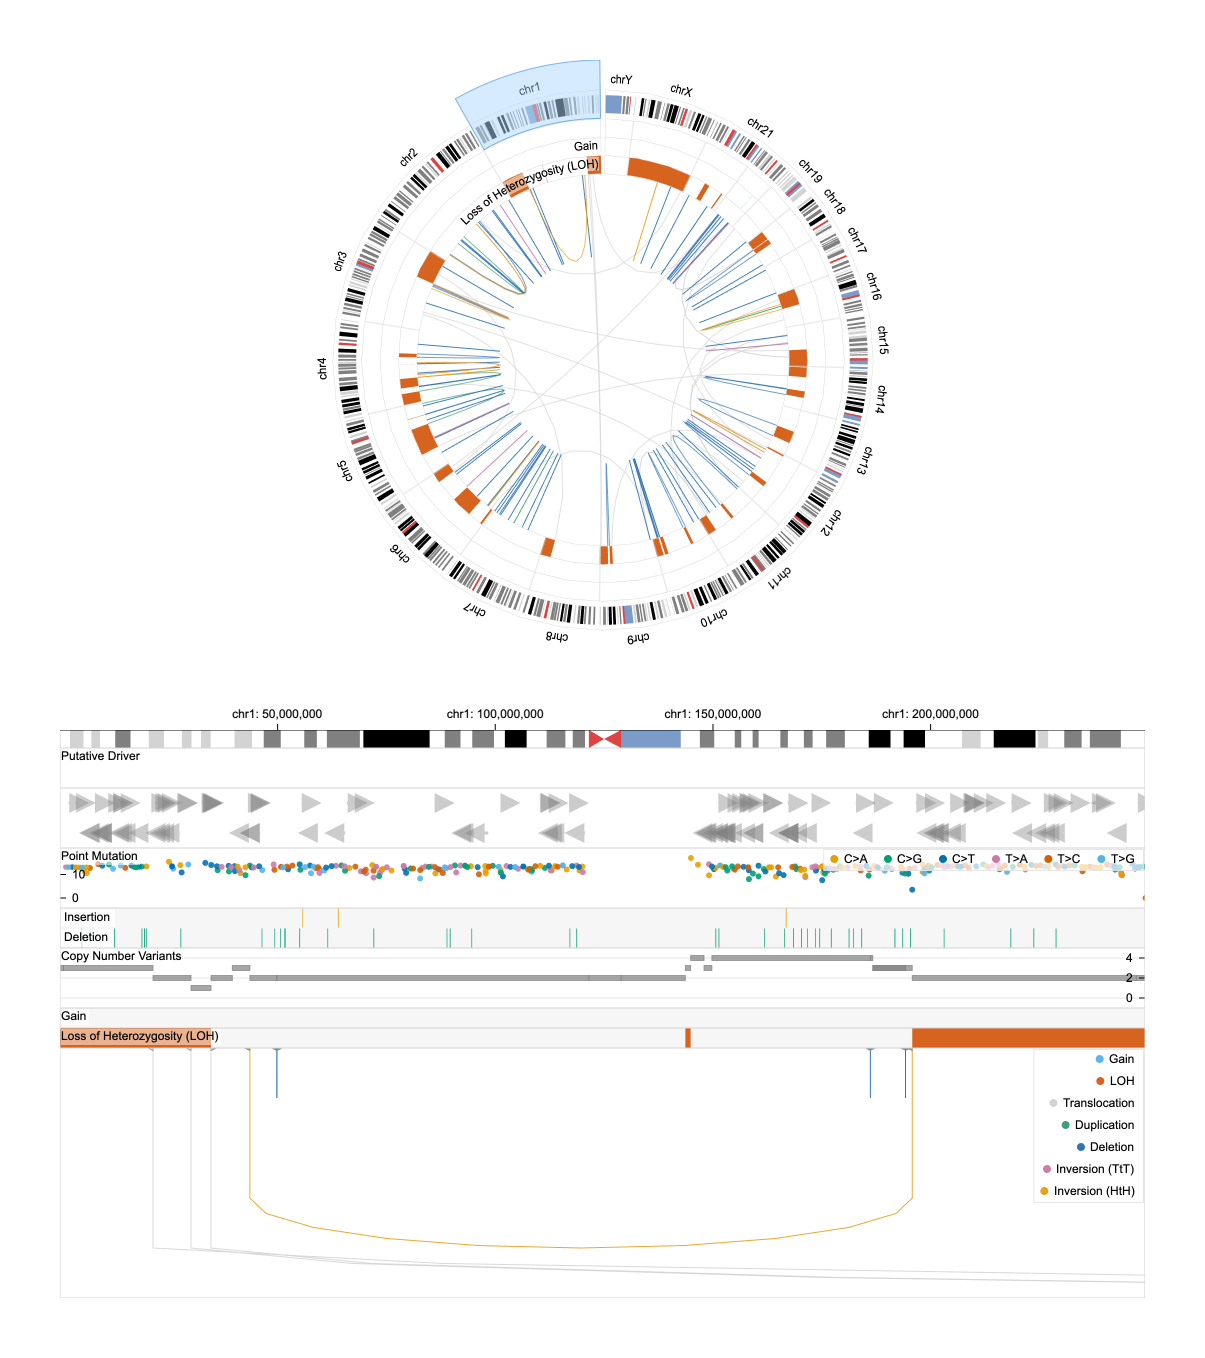 chrY
chrX
chr21
chr19
chr18
chr17
chr16
chr15
chr14
chr13
chr12
chr11
chr10
chr9
chr8
chr7
chr6
chr5
chr4
chr3
chr2
chr1
Gain
Loss of Heterozygosity (LOH)
chr1: 50,000,000
chr1: 100,000,000
chr1: 150,000,000
chr1: 200,000,000
Putative Driver
Point Mutation
C>A
C>G
C>T
T>A
T>C
T>G
10
0
Insertion
Deletion
Copy Number Variants
4
2
0
Gain
Loss of Heterozygosity (LOH)
Gain
LOH
Translocation
Duplication
Deletion
Inversion (TtT)
Inversion (HtH)